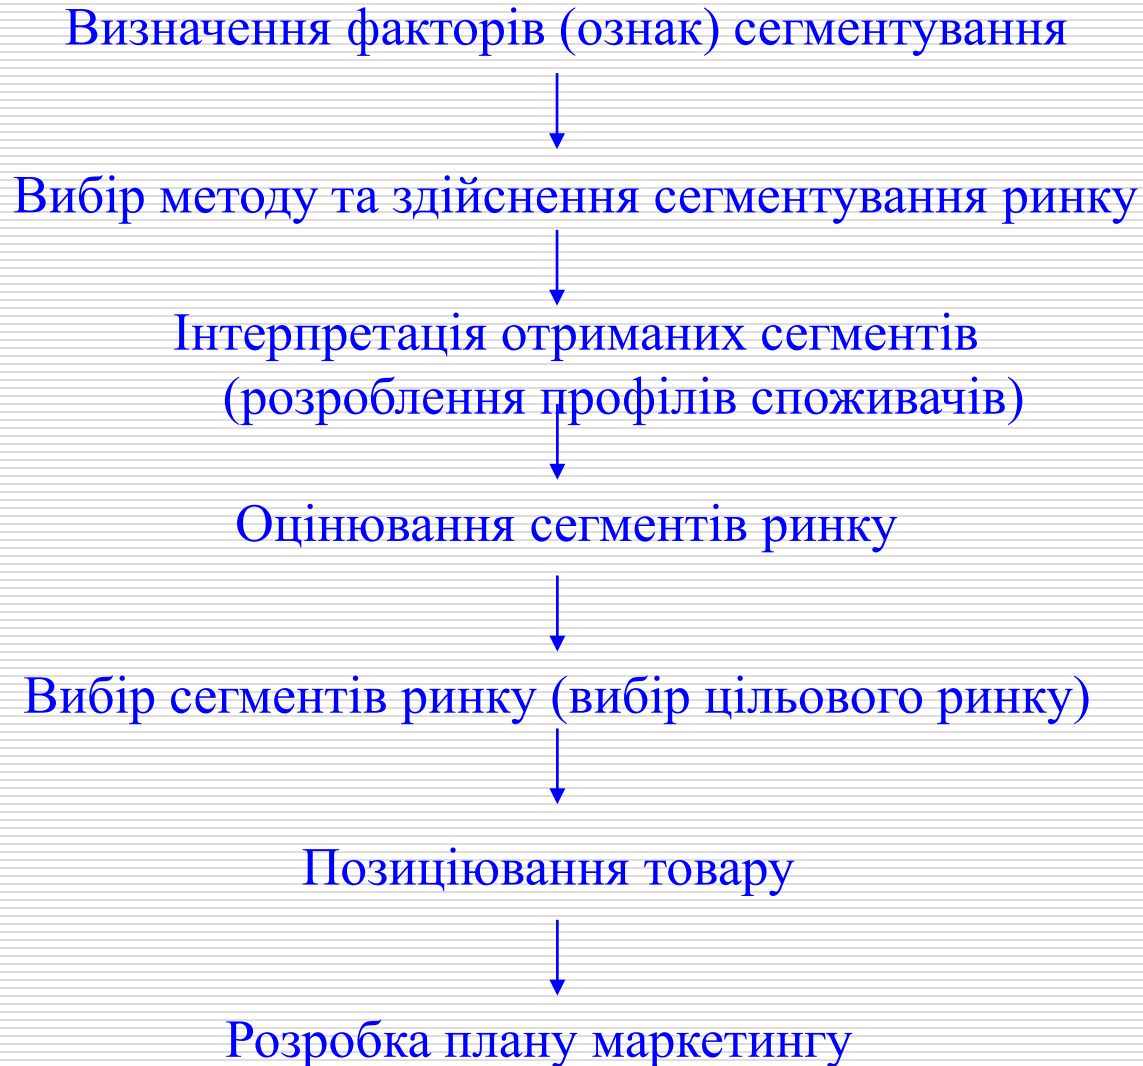 Визначення факторів (ознак) сегментування
Вибір методу та здійснення сегментування ринку
Інтерпретація отриманих сегментів
(розроблення профілів споживачів)
Оцінювання сегментів ринку
Вибір сегментів ринку (вибір цільового ринку)
Позиціювання товару
Розробка плану маркетингу